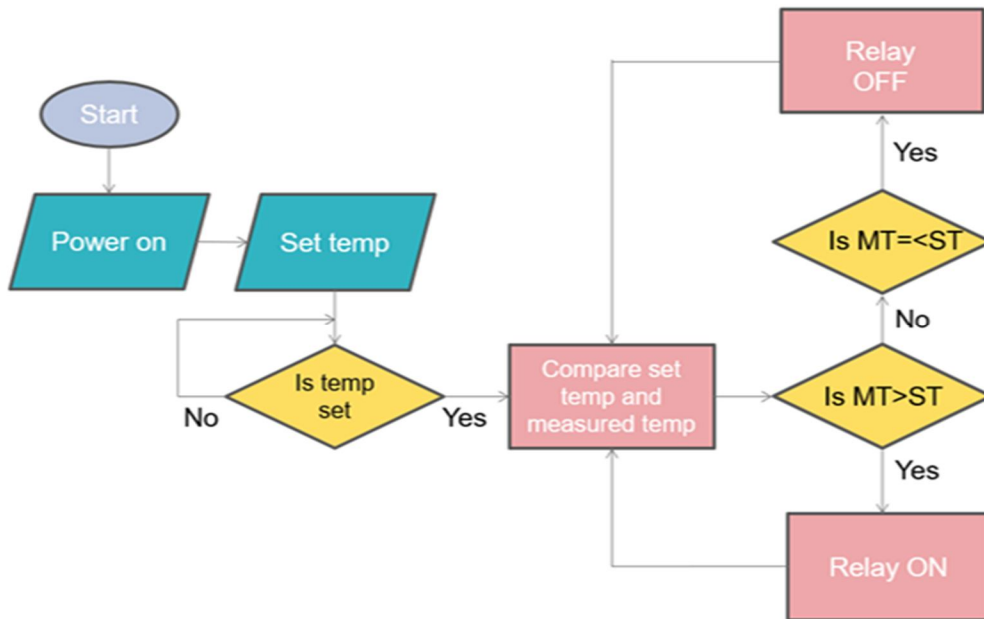 Start
Power on
Set temp
Is temp
set
No
Yes
Compare set
temp and
measured temp
Is MT>ST
No
Is MT=<ST
Yes
Relay
OFF
Yes
Relay ON